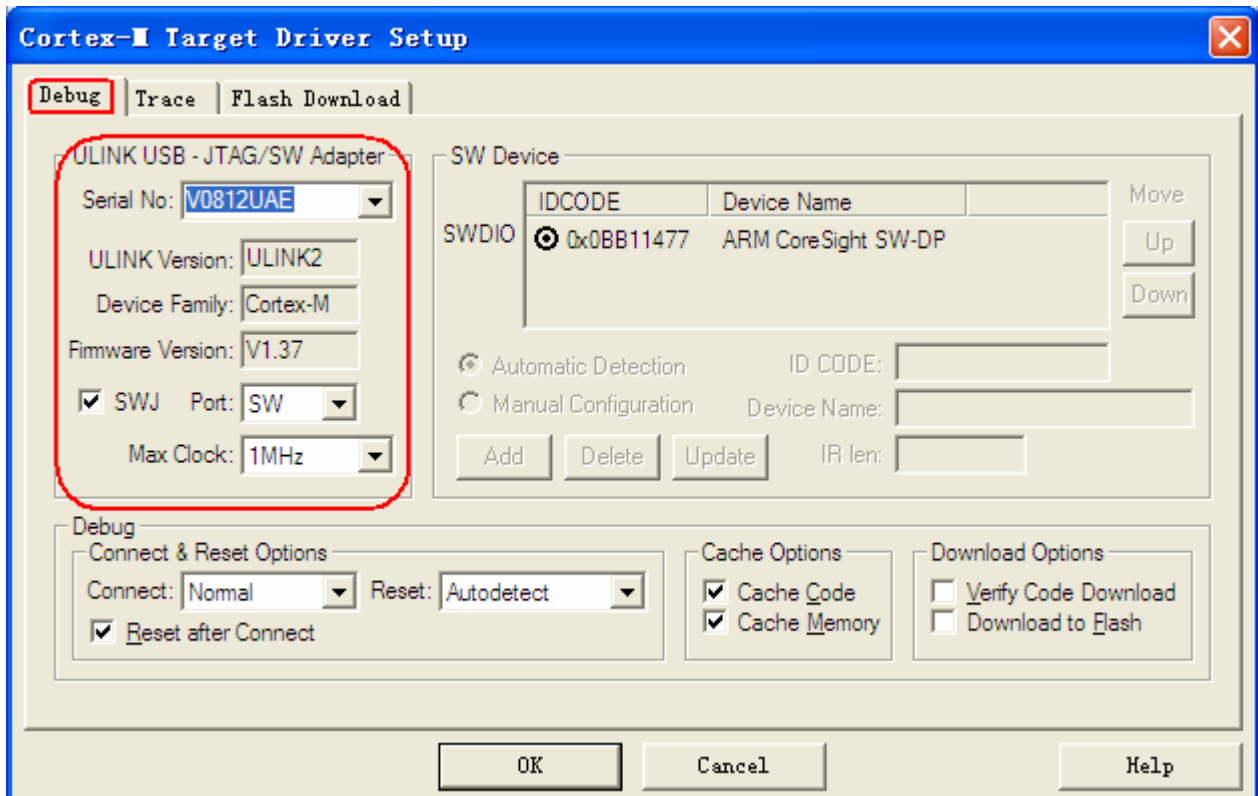 Cortex-M Target Driver Setup
Debug
Trace
Flash Download
ULINK USB - JTAG/SW Adapter
Serial No: V0812UAE
ULINK Version: ULINK2
Device Family: Cortex-M
Firmware Version: V1.37
SWJ Port: SW
Max Clock: 1MHz
SW Device
IDCODE Device Name
SWDIO 0x0BB11477 ARM CoreSight SW-DP
Move
Up
Down
Automatic Detection
Manual Configuration
ID CODE:
Device Name:
Add
Delete
Update
IR len:
Debug
Connect & Reset Options
Connect: Normal
Reset: Autodetect
Reset after Connect
Cache Options
Cache Code
Cache Memory
Download Options
Verify Code Download
Download to Flash
OK
Cancel
Help